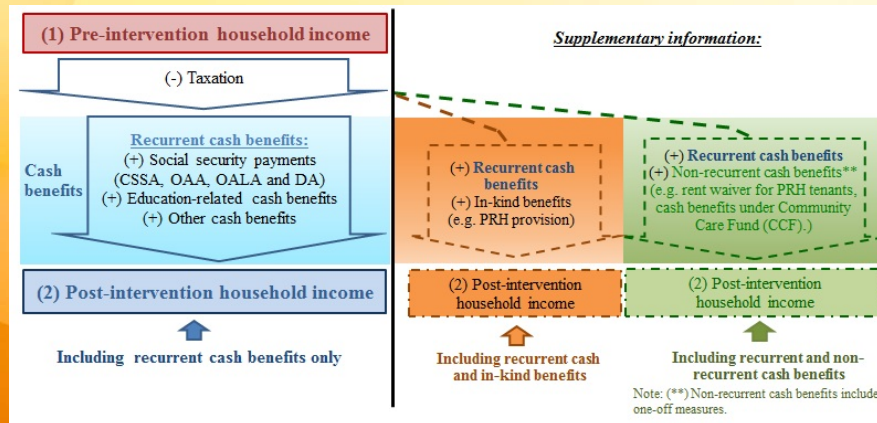 (1) Pre-intervention household income
(-) Taxation
Cash
benefits
Recurrent cash benefits:
(+) Social security payments
(CSSA, OAA, OALA and DA)
(+) Education-related cash benefits
(+) Other cash benefits
(2) Post-intervention household income
Including recurrent cash benefits only
Supplementary information:
(+) Recurrent cash
benefits
(+) In-kind benefits
(e.g. PRH provision)
(2) Post-intervention
household income
Including recurrent cash
and in-kind benefits
(+) Recurrent cash benefits
(+) Non-recurrent cash benefits**
(e.g. rent waiver for PRH tenants,
cash benefits under Community
Care Fund (CCF).)
(2) Post-intervention
household income
Including recurrent and non-
recurrent cash benefits
Note: (**) Non-recurrent cash benefits include
one-off measures.